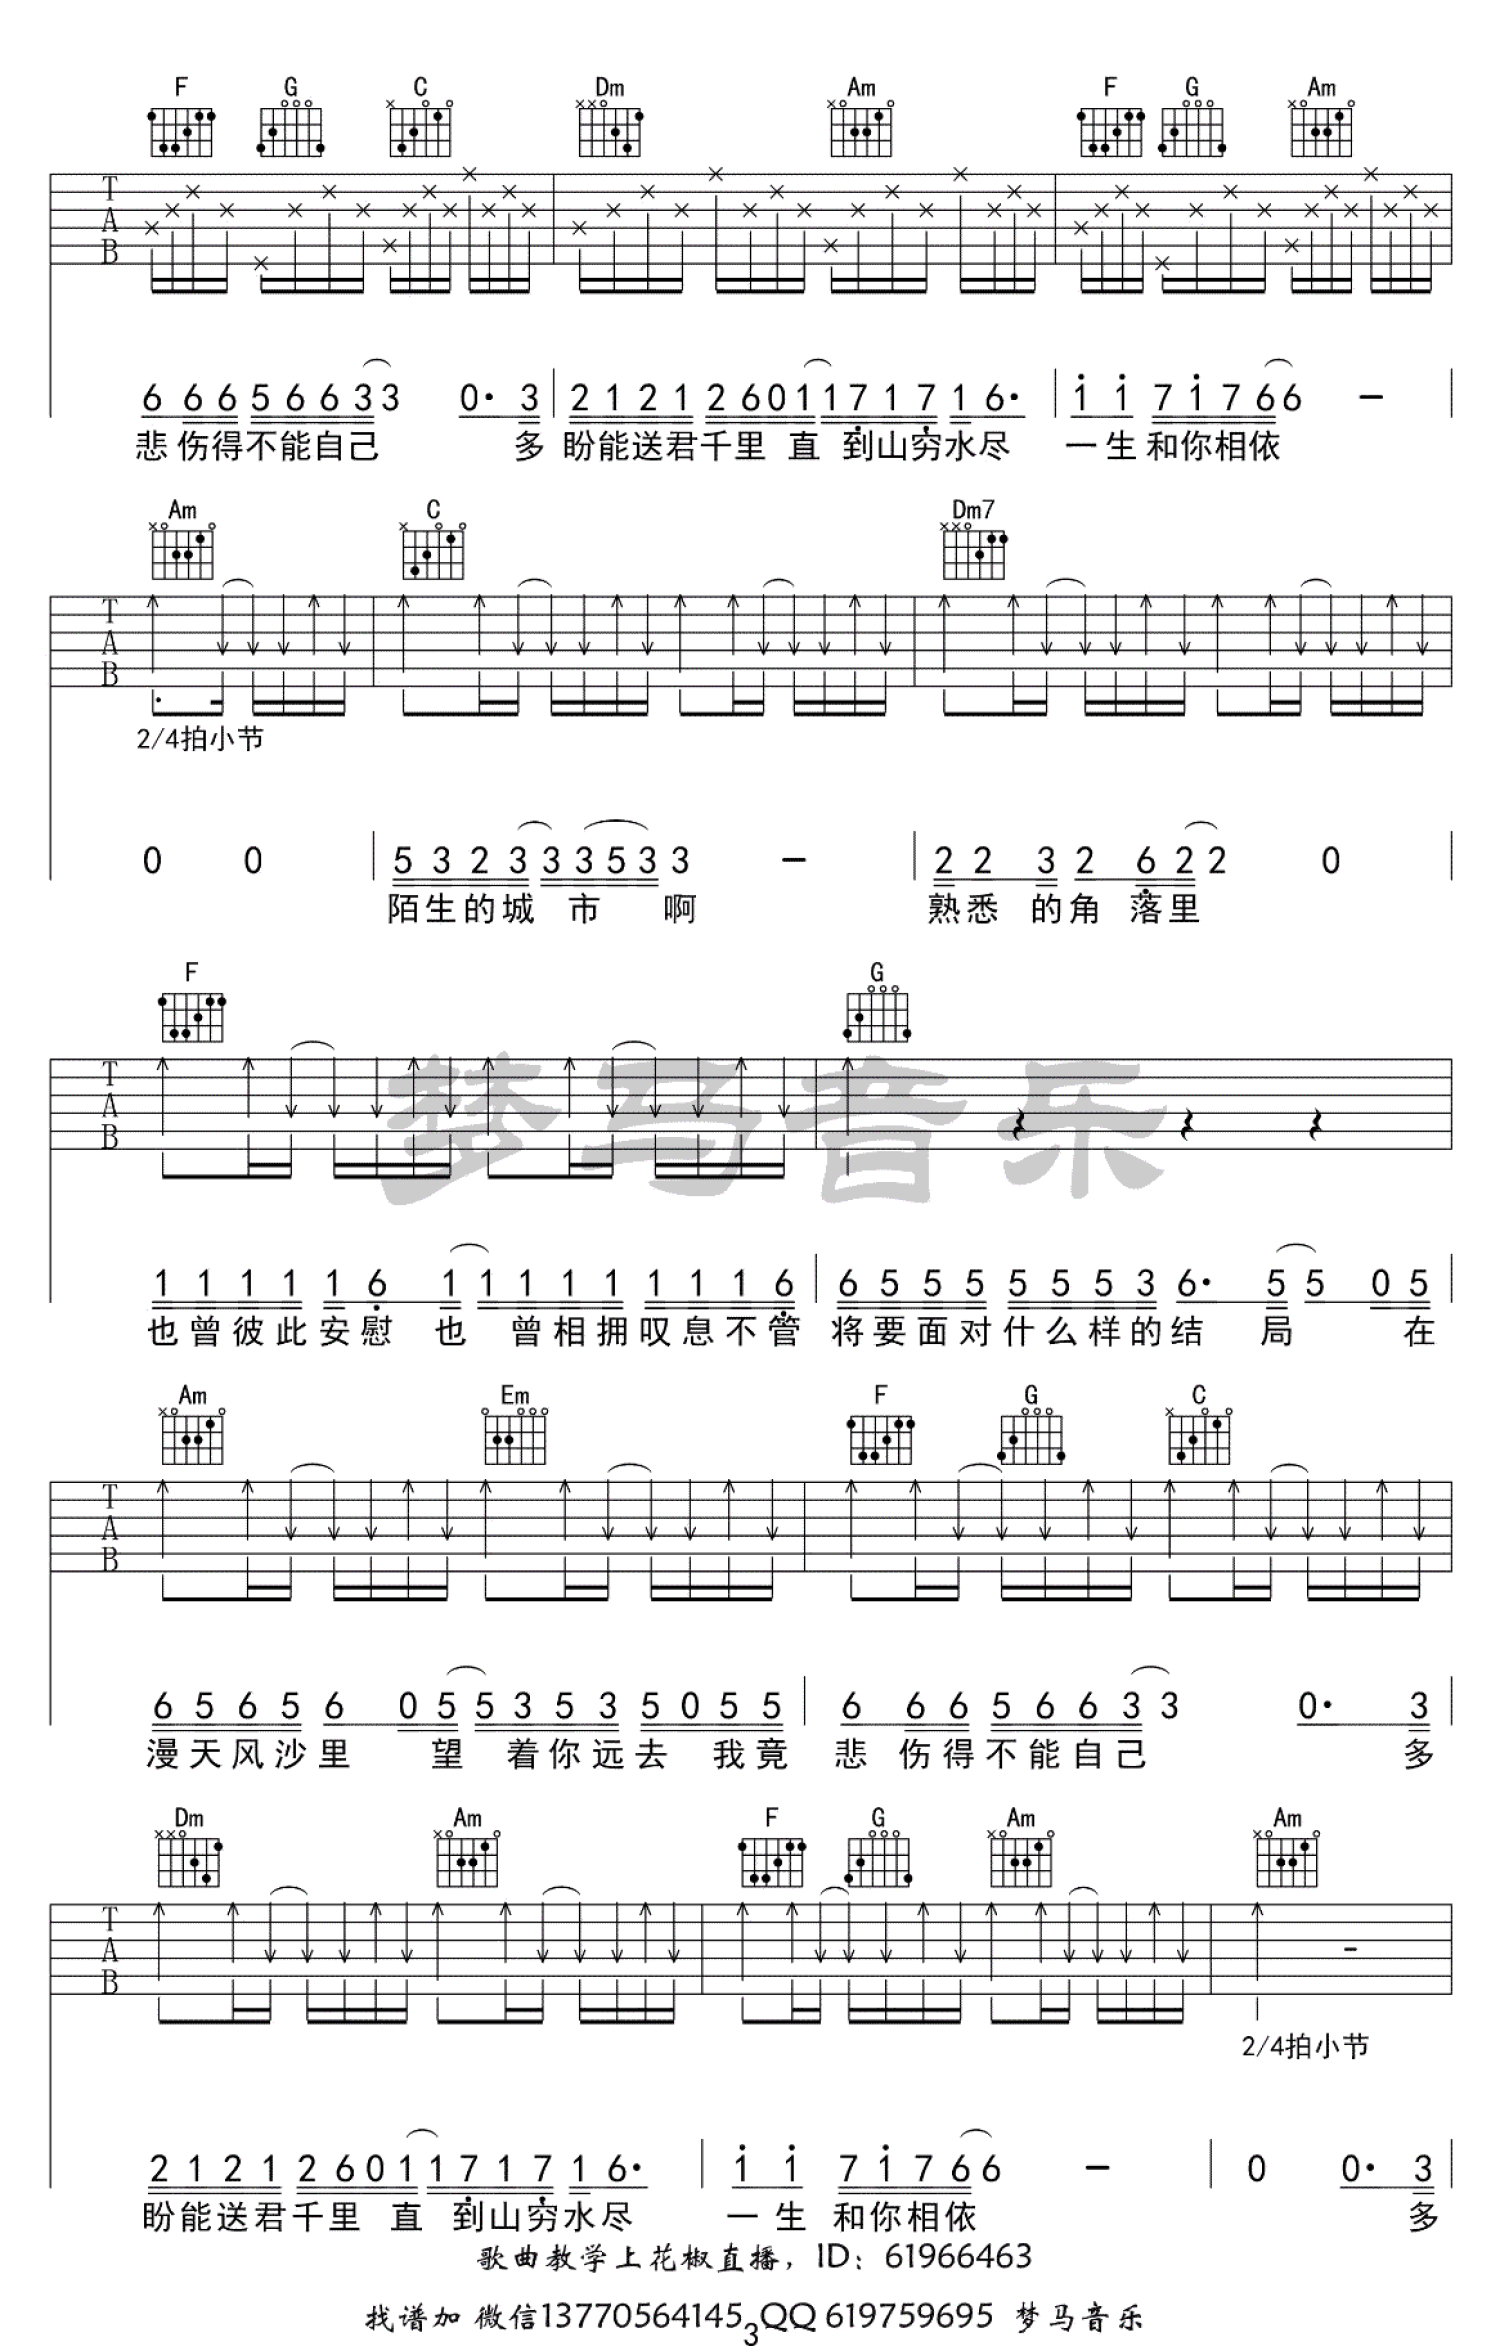 F G C Dm Am F G Am
T
A
B
6 6 6 5 6 6 3 3 0· 3 2 1 2 1 2 6 0 1 1 7 1 7 1 6· i i 7 i 7 6 6 –
悲伤得不能自己 多 盼能送君千里 直 到山穷水尽 一生和你相依
Am C Dm7
T
A
B
2/4拍小节
0 0 5 3 2 3 3 3 5 3 3 – 2 2 3 2 6 2 2 0
陌生的城 市 啊 熟悉 的角 落里
F G
T
A
B
梦马音乐
1 1 1 1 1 6 1 1 1 1 1 1 1 1 6 6 5 5 5 5 5 5 3 6· 5 5 0 5
也曾彼此安慰 也 曾相拥叹息不管 将要面对什么样的结 局 在
Am Em F G C
T
A
B
6 5 6 5 6 0 5 5 3 5 3 5 0 5 5 6 6 6 5 6 6 3 3 0· 3
漫天风沙里 望 着你远去 我竟 悲 伤得不能自己 多
Dm Am F G Am Am
T
A
B
2/4拍小节
2 1 2 1 2 6 0 1 1 7 1 7 1 6· i i 7 i 7 6 6 – 0 0· 3
盼能送君千里 直 到山穷水尽 一生 和你相依 多
歌曲教学上花椒直播，ID：61966463
找谱加 微信13770564145 QQ 619759695 梦马音乐
3